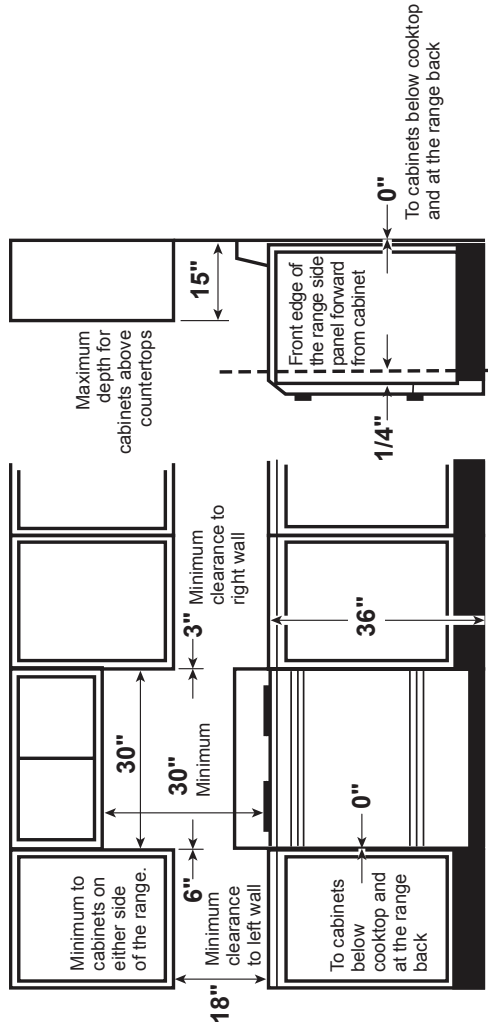 Minimum to
cabinets on
either side
of the range.
18"
6"
Minimum
clearance
to left wall
30"
30"
Minimum
3"
Minimum
clearance to
right wall
36"
0"
To cabinets
below
cooktop and
at the range
back
Maximum
depth for
cabinets above
countertops
15"
Front edge of
the range side
panel forward
from cabinet
1/4"
0"
To cabinets below cooktop
and at the range back